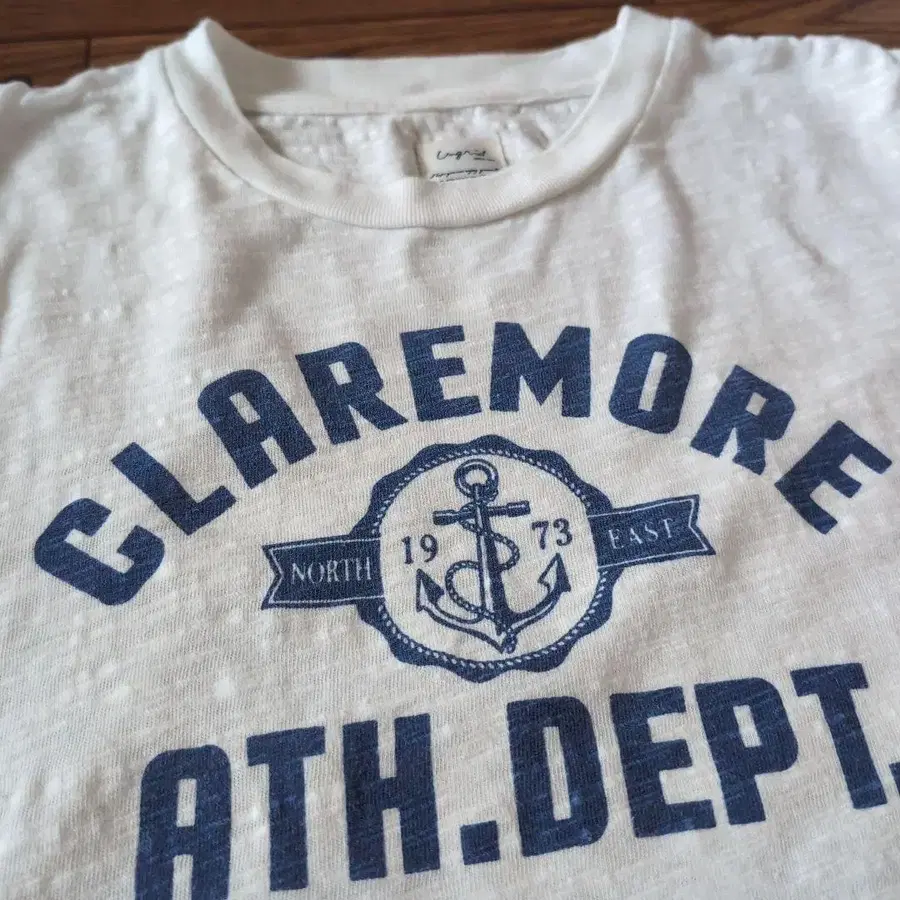 CLAREMORE
NORTH 19 73 EAST
ATH.DEPT.